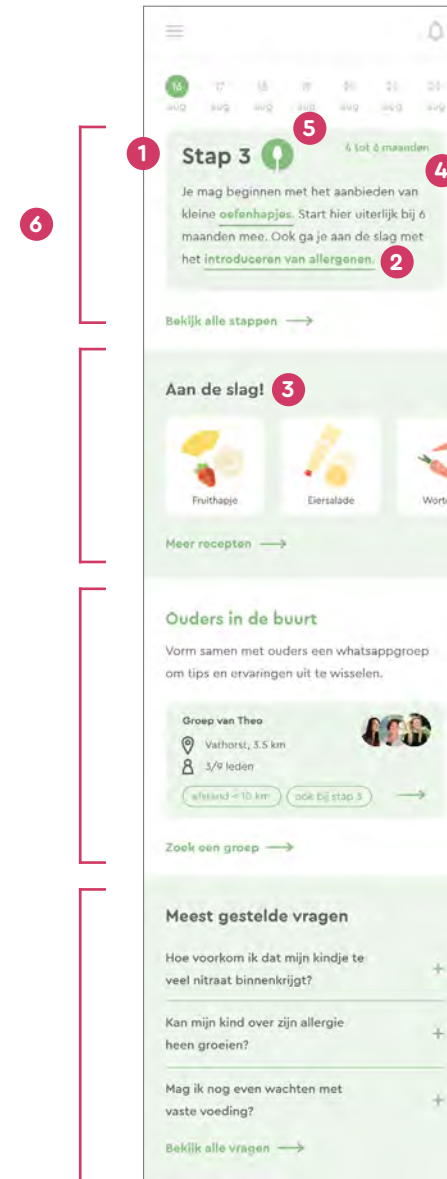 16 17 18 19 20 21 22
aug aug aug aug aug aug aug
5
1
Stap 3
4 tot 6 maanden
4
Je mag beginnen met het aanbieden van
6
kleine oefenhapjes. Start hier uiterlijk bij 6
maanden mee. Ook ga je aan de slag met
het introduceren van allergenen.
2
Bekijk alle stappen
Aan de slag!
3
Fruithapje
Eiersalade
Wort
Meer recepten
Ouders in de buurt
Vorm samen met ouders een whatsappgroep
om tips en ervaringen uit te wisselen.
Groep van Theo
Vathorst, 3.5 km
3/9 leden
afstand < 10 km
ook bij stap 3
Zoek een groep
Meest gestelde vragen
Hoe voorkom ik dat mijn kindje te
veel nitraat binnenkrijgt?
Kan mijn kind over zijn allergie
heen groeien?
Mag ik nog even wachten met
vaste voeding?
Bekijk alle vragen